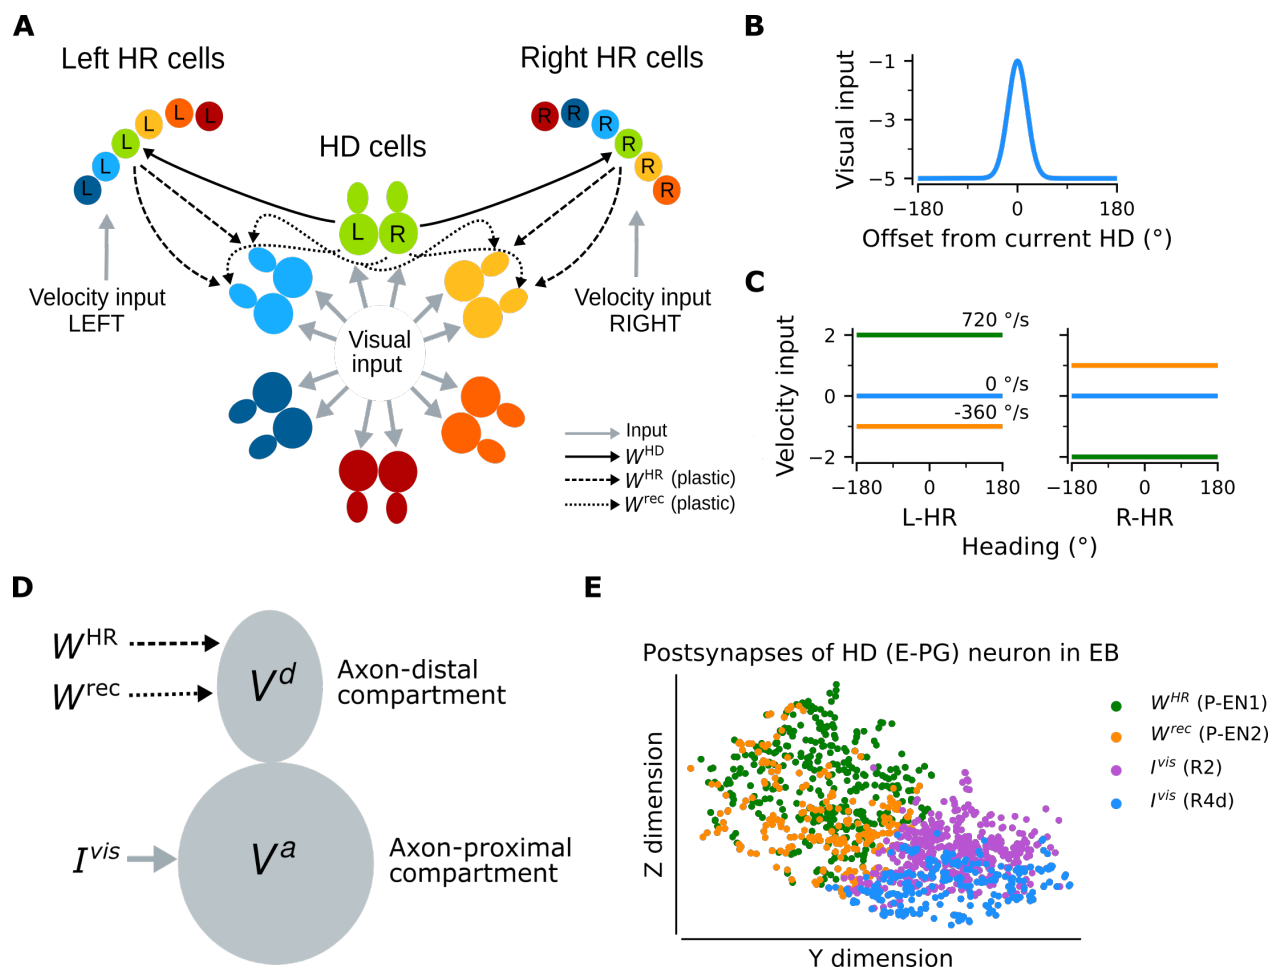 A
Left HR cells
Right HR cells
L
L
L
L
L
L
R
R
R
R
R
R
HD cells
L
R
Velocity input
LEFT
Velocity input
RIGHT
Visual
input
Input
W^HD
W^HR (plastic)
W^rec (plastic)
B
Visual input
−1
−3
−5
−180
0
180
Offset from current HD (°)
C
Velocity input
2
0
−2
720 °/s
0 °/s
-360 °/s
−180
0
180
−180
0
180
L-HR
R-HR
Heading (°)
D
W^HR
W^rec
V^d
Axon-distal
compartment
I^vis
V^a
Axon-proximal
compartment
E
Postsynapses of HD (E-PG) neuron in EB
Z dimension
Y dimension
W^HR (P-EN1)
W^rec (P-EN2)
I^vis (R2)
I^vis (R4d)